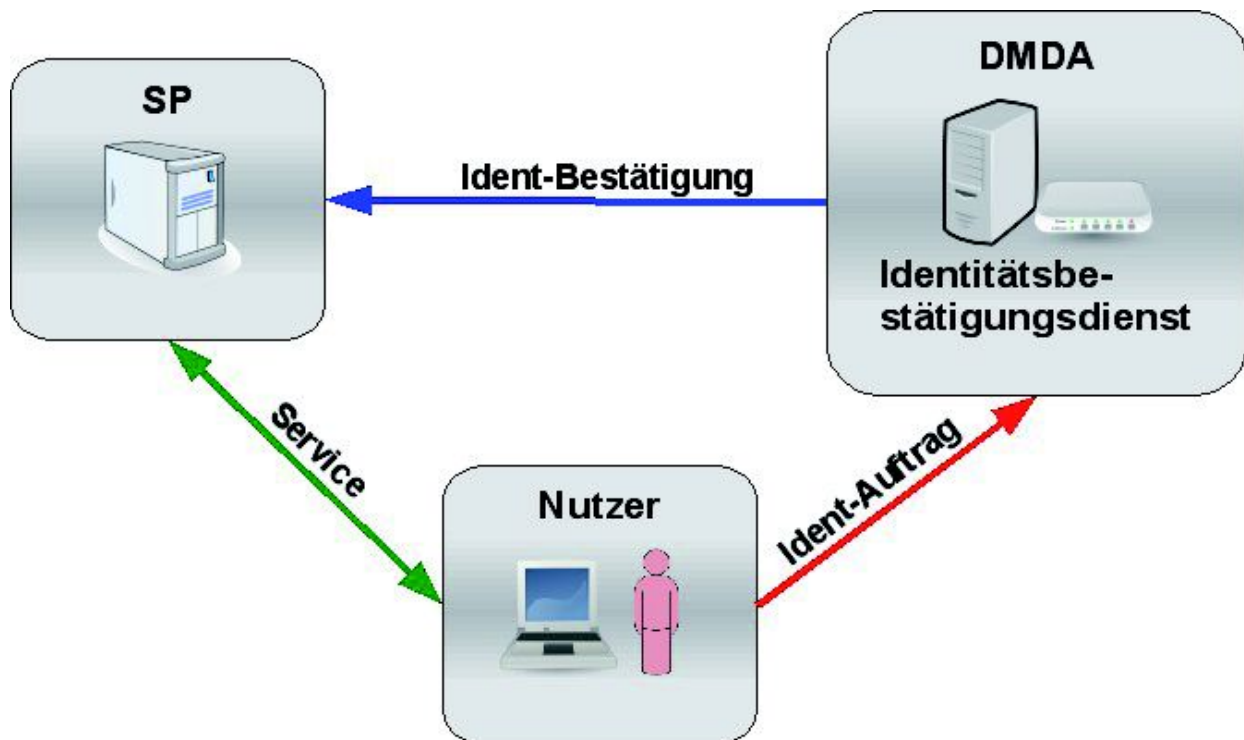 SP
DMDA
Ident-Bestätigung
Identitätsbe-
stätigungsdienst
Service
Ident-Auftrag
Nutzer